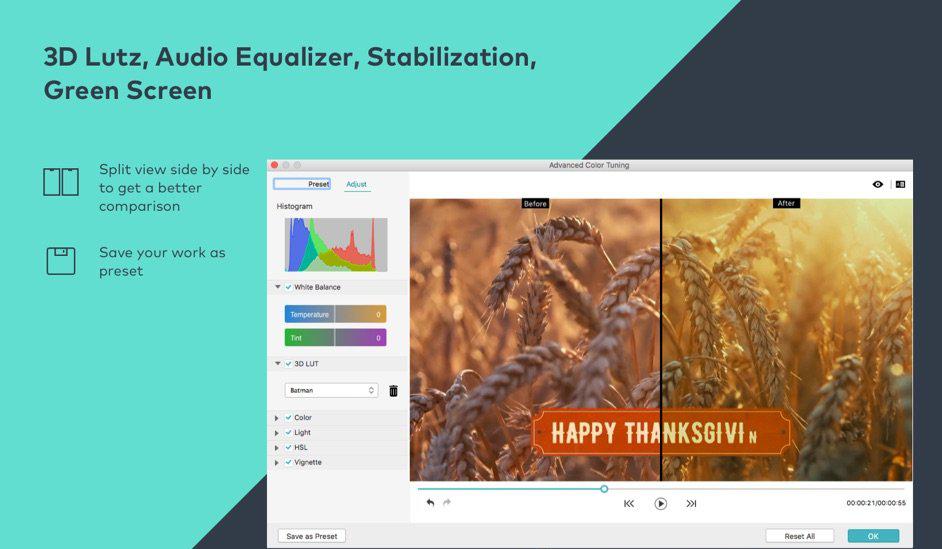 3D Lutz, Audio Equalizer, Stabilization,
Green Screen
Split view side by side
to get a better
comparison
Save your work as
preset
Advanced Color Tuning
Preset Adjust
Histogram
White Balance
Temperature 0
Tint 0
3D LUT
Batman
Color
Light
HSL
Vignette
Before
After
HAPPY THANKSGIVIN
00:00:21/00:00:55
Save as Preset
Reset All
OK